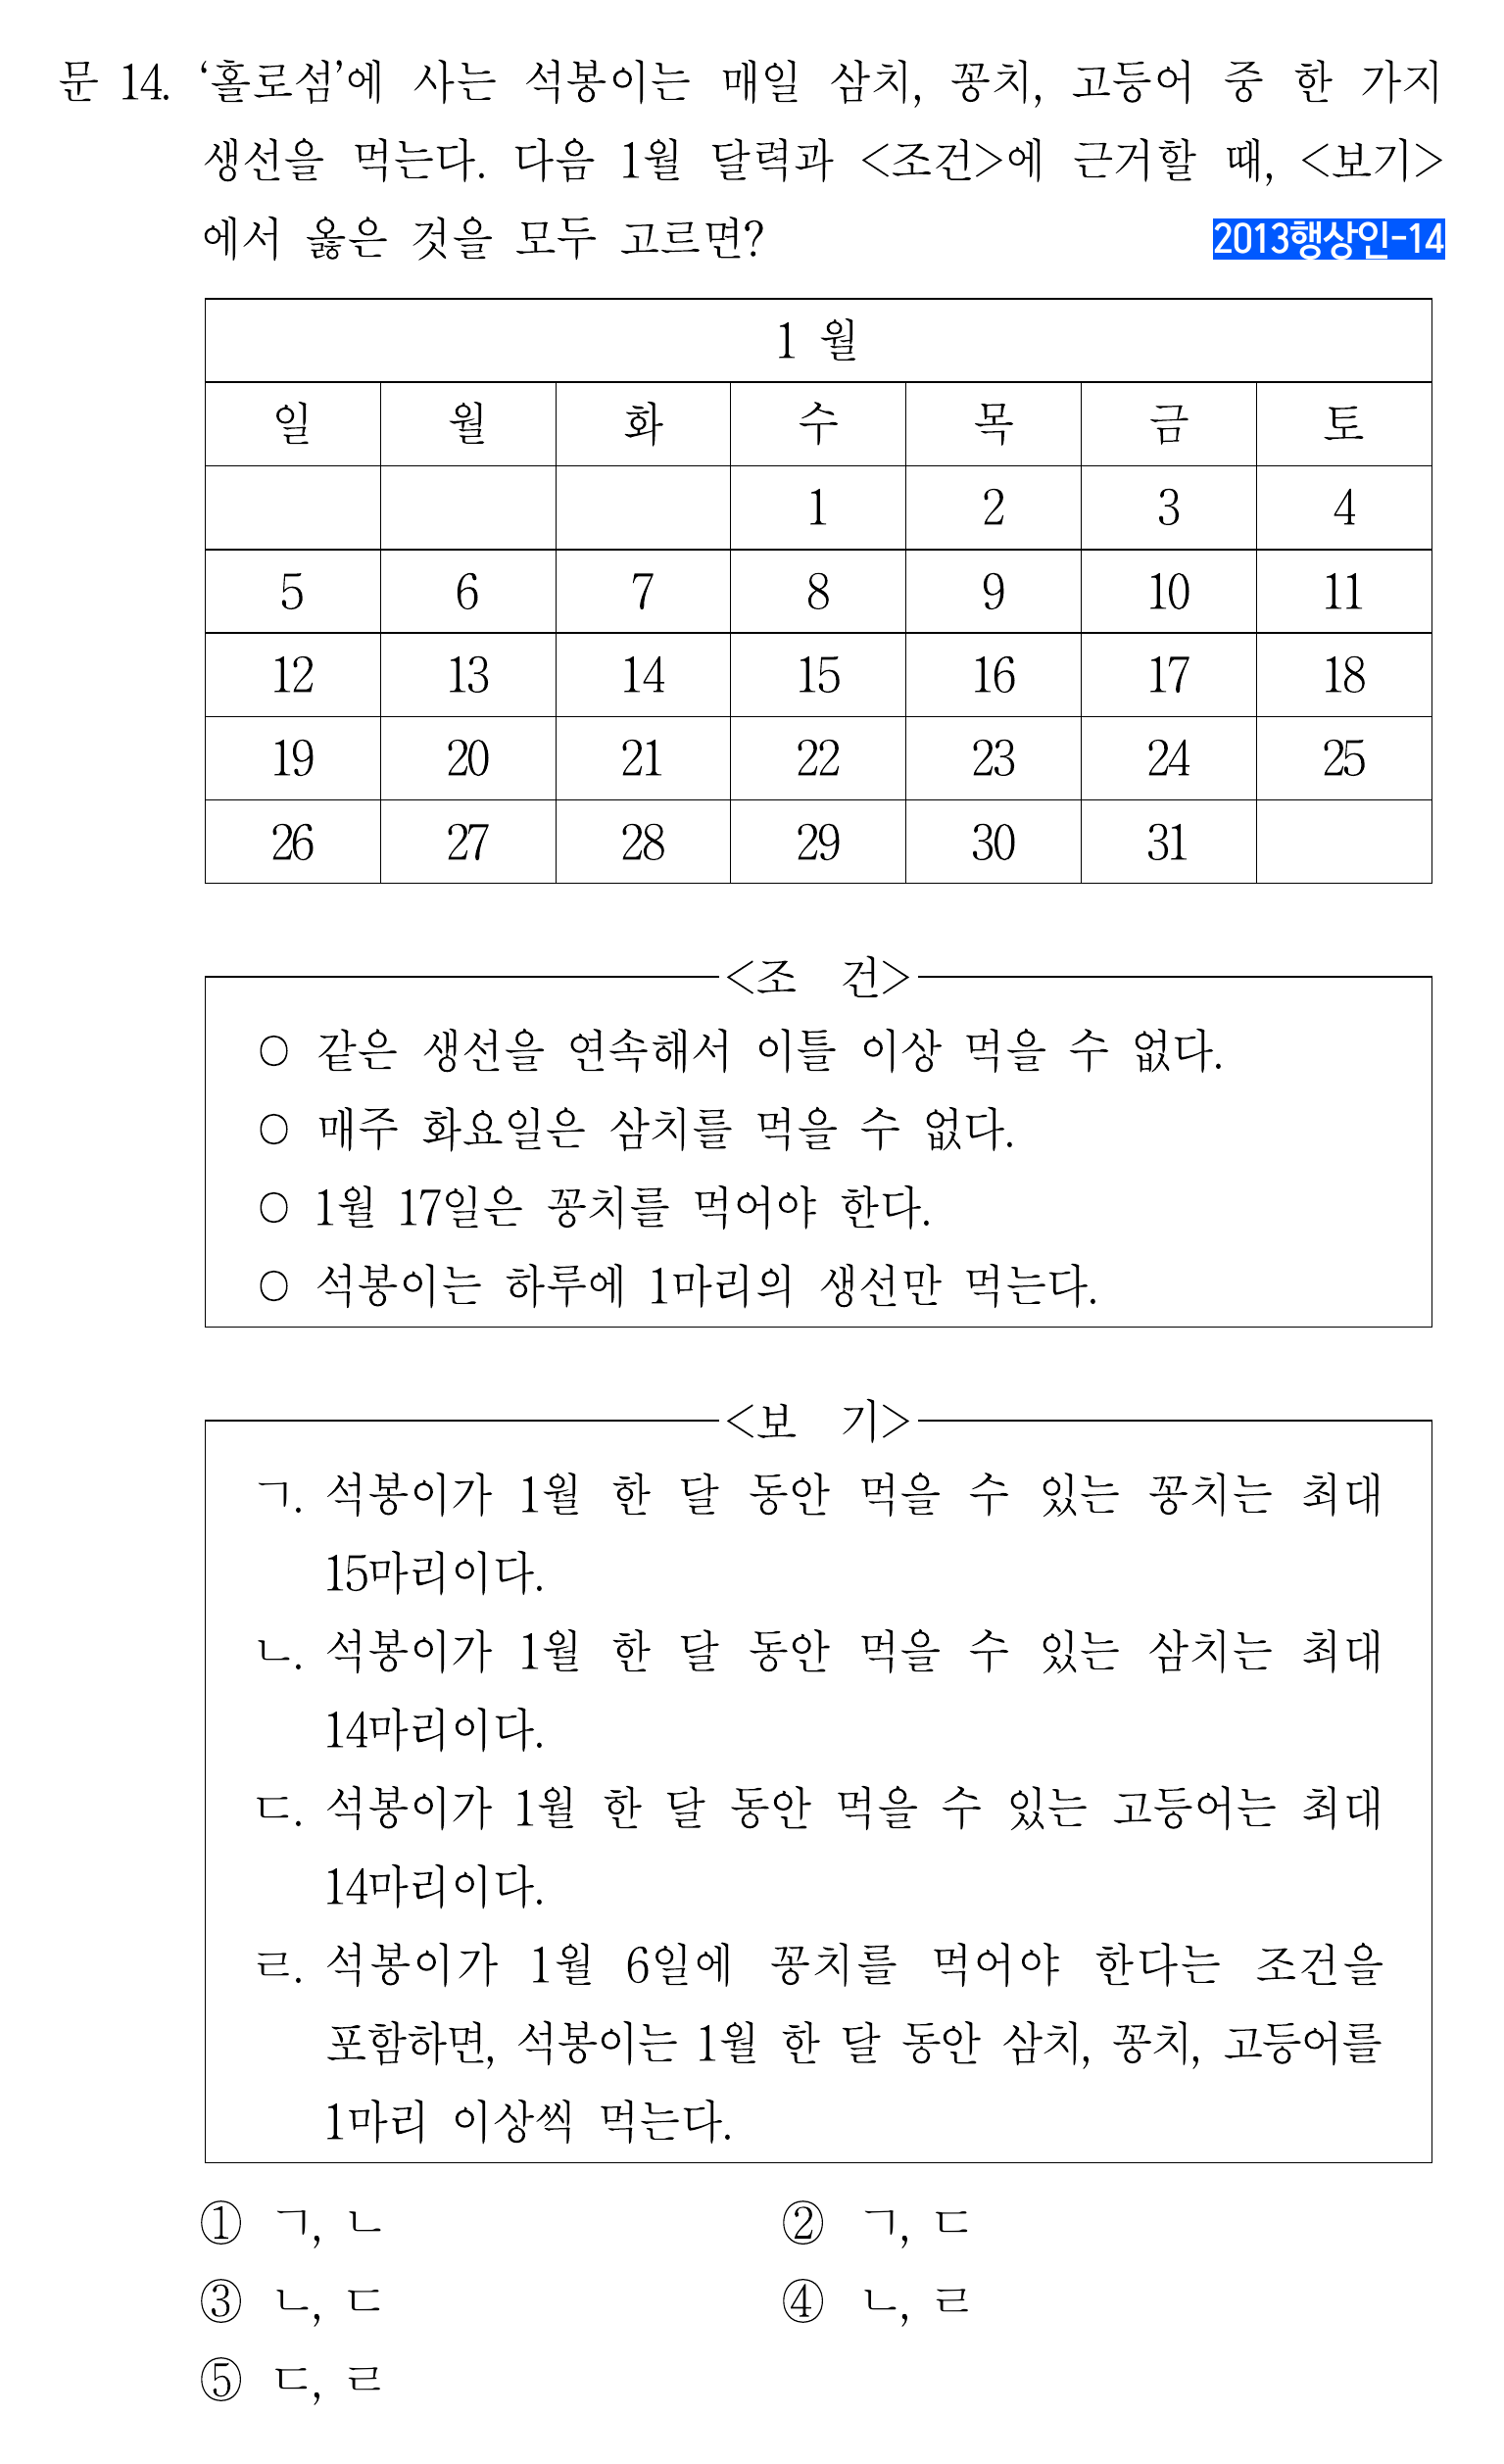 문 14. ‘홀로섬’에 사는 석봉이는 매일 삼치, 꽁치, 고등어 중 한 가지
생선을 먹는다. 다음 1월 달력과 <조건>에 근거할 때, <보기>
에서 옳은 것을 모두 고르면? 2013행상인-14
1 월
일 월 화 수 목 금 토
1 2 3 4
5 6 7 8 9 10 11
12 13 14 15 16 17 18
19 20 21 22 23 24 25
26 27 28 29 30 31
<조 건>
○ 같은 생선을 연속해서 이틀 이상 먹을 수 없다.
○ 매주 화요일은 삼치를 먹을 수 없다.
○ 1월 17일은 꽁치를 먹어야 한다.
○ 석봉이는 하루에 1마리의 생선만 먹는다.
<보 기>
ㄱ. 석봉이가 1월 한 달 동안 먹을 수 있는 꽁치는 최대
15마리이다.
ㄴ. 석봉이가 1월 한 달 동안 먹을 수 있는 삼치는 최대
14마리이다.
ㄷ. 석봉이가 1월 한 달 동안 먹을 수 있는 고등어는 최대
14마리이다.
ㄹ. 석봉이가 1월 6일에 꽁치를 먹어야 한다는 조건을
포함하면, 석봉이는 1월 한 달 동안 삼치, 꽁치, 고등어를
1마리 이상씩 먹는다.
① ㄱ, ㄴ ② ㄱ, ㄷ
③ ㄴ, ㄷ ④ ㄴ, ㄹ
⑤ ㄷ, ㄹ